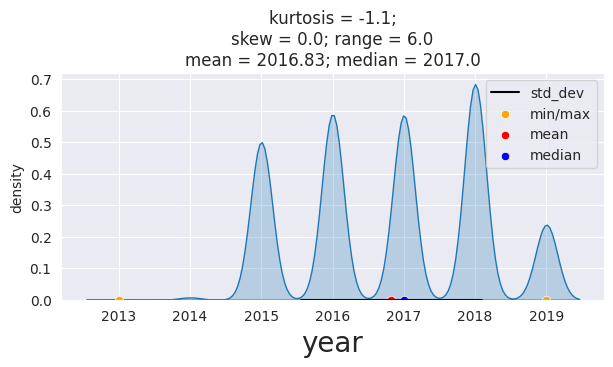 kurtosis = -1.1;
skew = 0.0; range = 6.0
mean = 2016.83; median = 2017.0
density
0.7
0.6
0.5
0.4
0.3
0.2
0.1
0.0
std_dev
min/max
mean
median
2013 2014 2015 2016 2017 2018 2019
year